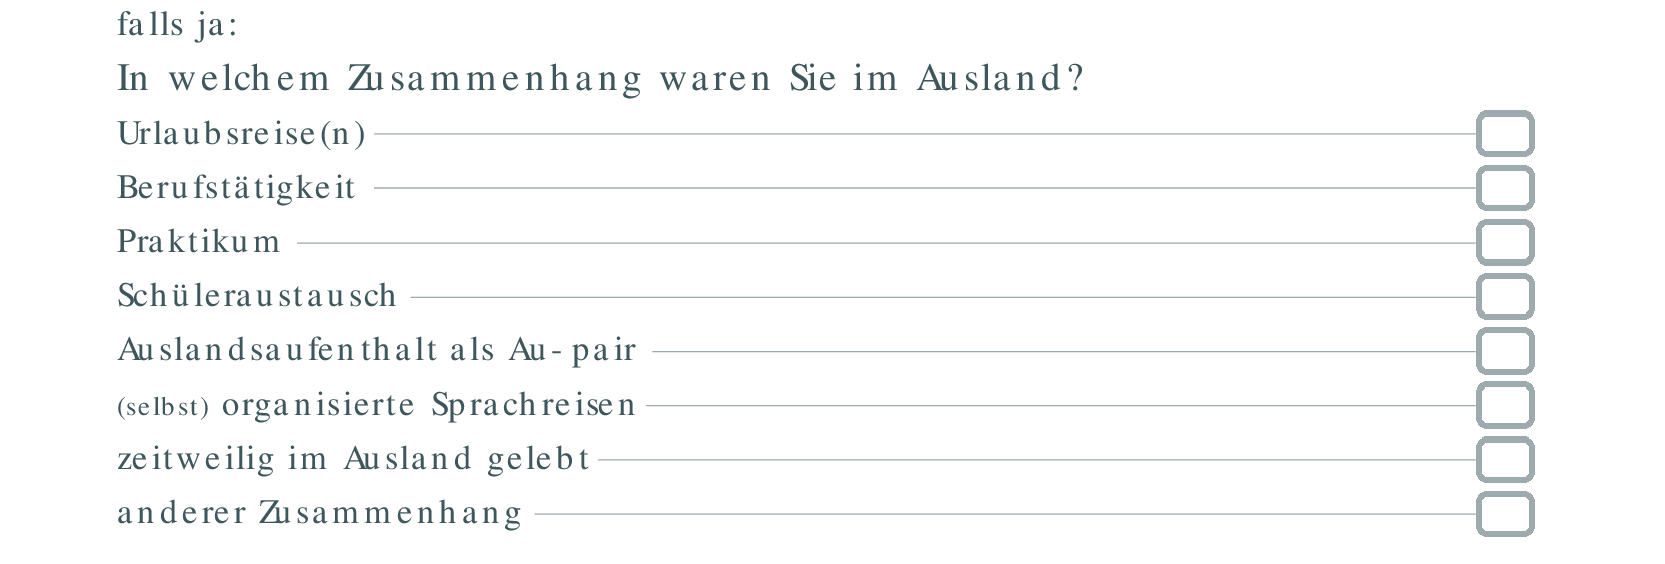 falls ja:
In welchem Zusammenhang waren Sie im Ausland?
Urlaubsreise(n)
Berufstätigkeit
Praktikum
Schüleraustausch
Auslandsaufenthalt als Au-pair
(selbst) organisierte Sprachreisen
zeitweilig im Ausland gelebt
anderer Zusammenhang